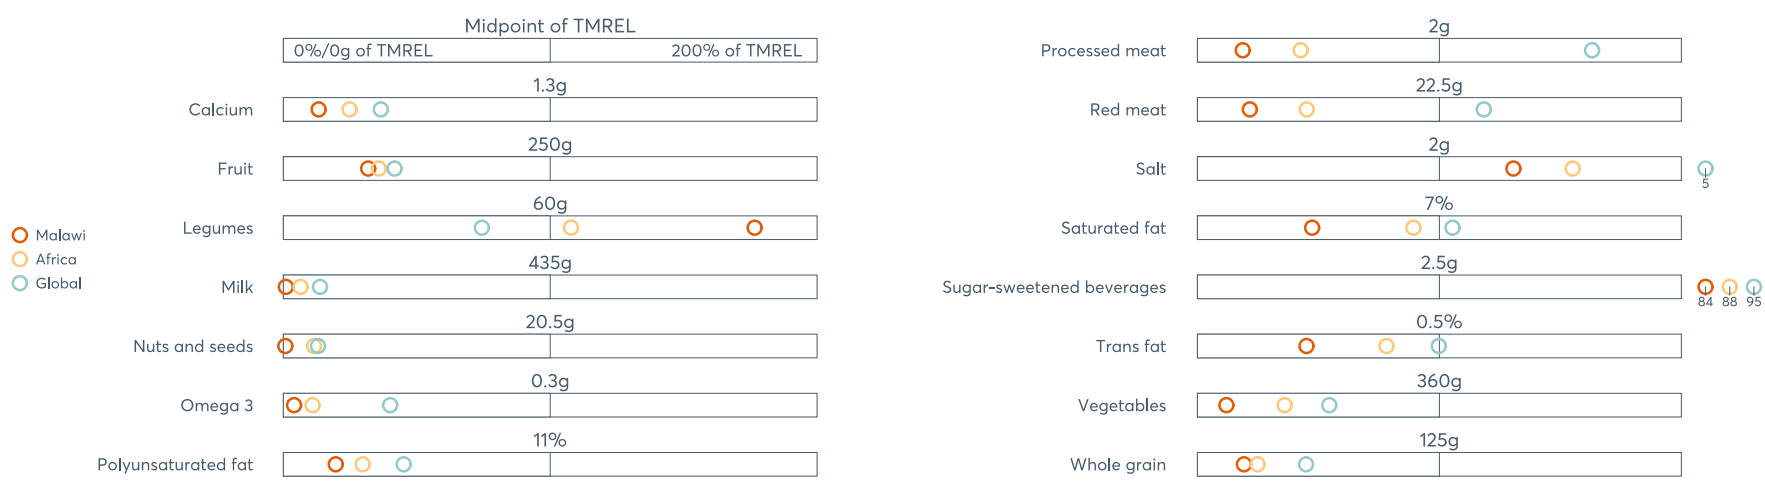 Midpoint of TMREL
0%/0g of TMREL
200% of TMREL
1.3g
Calcium
250g
Fruit
60g
Legumes
435g
Milk
20.5g
Nuts and seeds
0.3g
Omega 3
11%
Polyunsaturated fat
Malawi
Africa
Global
2g
Processed meat
22.5g
Red meat
2g
Salt
5
7%
Saturated fat
2.5g
Sugar-sweetened beverages
84 88 95
0.5%
Trans fat
360g
Vegetables
125g
Whole grain